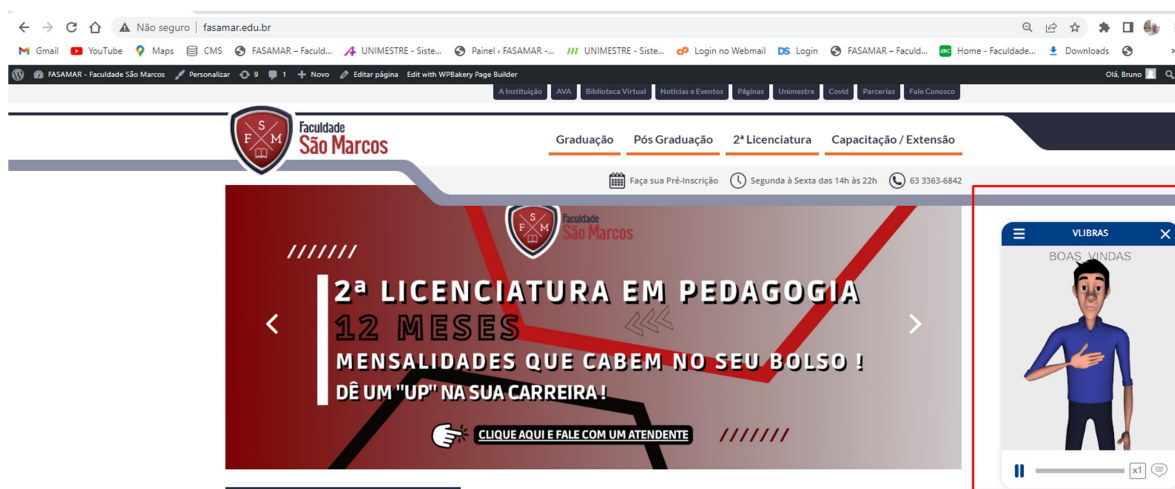 Não seguro | fasamar.edu.br
Gmail YouTube Maps CMS FASAMAR – Faculd... UNIMESTRE - Siste... Painel ‹ FASAMAR -... UNIMESTRE - Siste... Login no Webmail DS Login FASAMAR – Faculd... Home - Faculdade... Downloads
FASAMAR - Faculdade São Marcos Personalizar 9 1 + Novo Editar página Edit with WPBakery Page Builder Olá, Bruno
A Instituição AVA Biblioteca Virtual Notícias e Eventos Páginas Unimestre Covid Parcerias Fale Conosco
S
F M
Faculdade
São Marcos
Graduação Pós Graduação 2ª Licenciatura Capacitação / Extensão
Faça sua Pré-Inscrição Segunda à Sexta das 14h às 22h 63 3363-6842
S
F M
Faculdade
São Marcos
2ª LICENCIATURA EM PEDAGOGIA
12 MESES
MENSALIDADES QUE CABEM NO SEU BOLSO !
DÊ UM "UP" NA SUA CARREIRA !
CLIQUE AQUI E FALE COM UM ATENDENTE
VLIBRAS
BOAS_VINDAS
x1